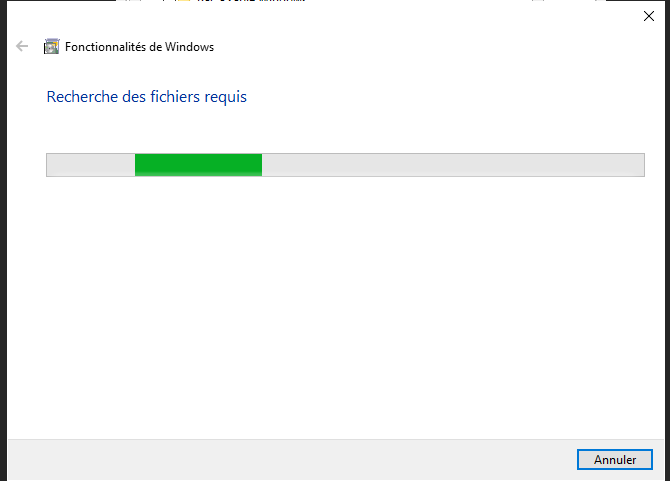 Fonctionnalités de Windows
Recherche des fichiers requis
Annuler